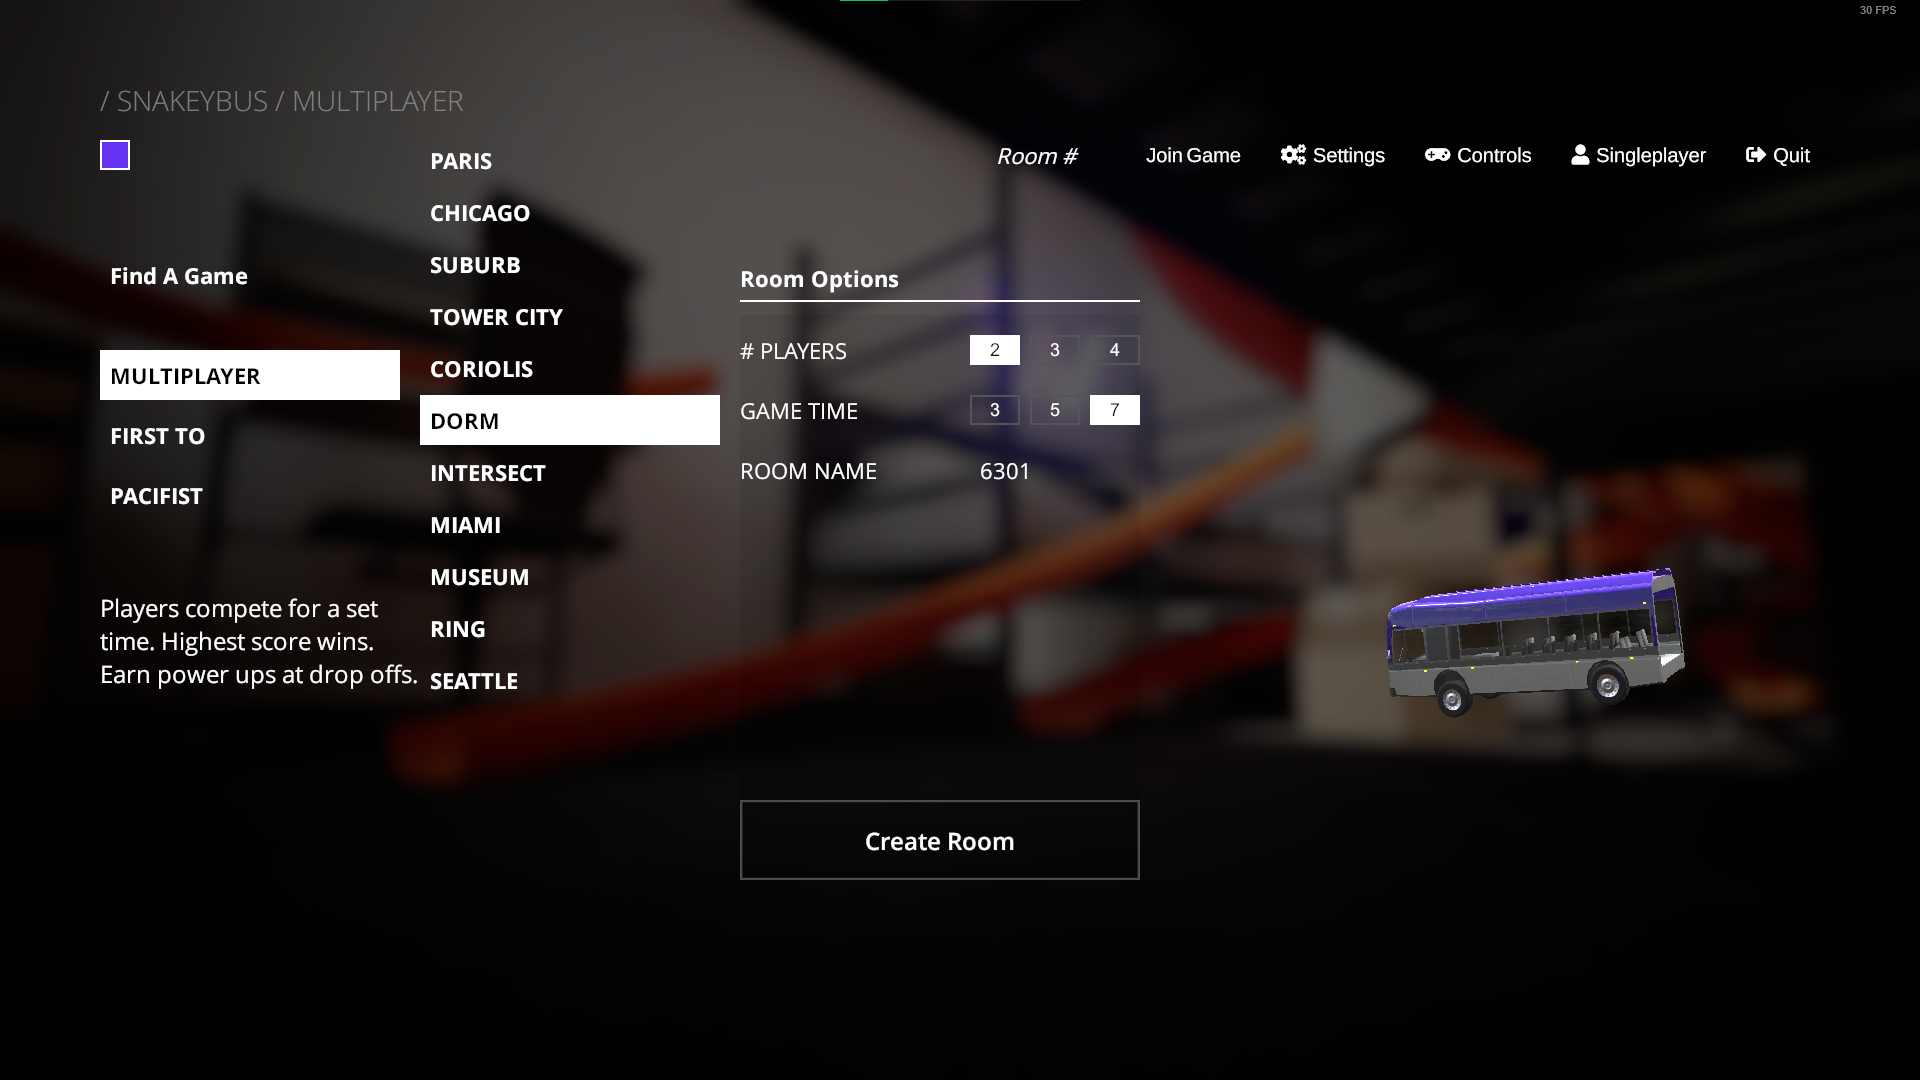 30 FPS
/ SNAKEYBUS / MULTIPLAYER
Room #
Join Game
Settings
Controls
Singleplayer
Quit
Find A Game
MULTIPLAYER
FIRST TO
PACIFIST
Players compete for a set
time. Highest score wins.
Earn power ups at drop offs.
PARIS
CHICAGO
SUBURB
TOWER CITY
CORIOLIS
DORM
INTERSECT
MIAMI
MUSEUM
RING
SEATTLE
Room Options
# PLAYERS 2 3 4
GAME TIME 3 5 7
ROOM NAME 6301
Create Room